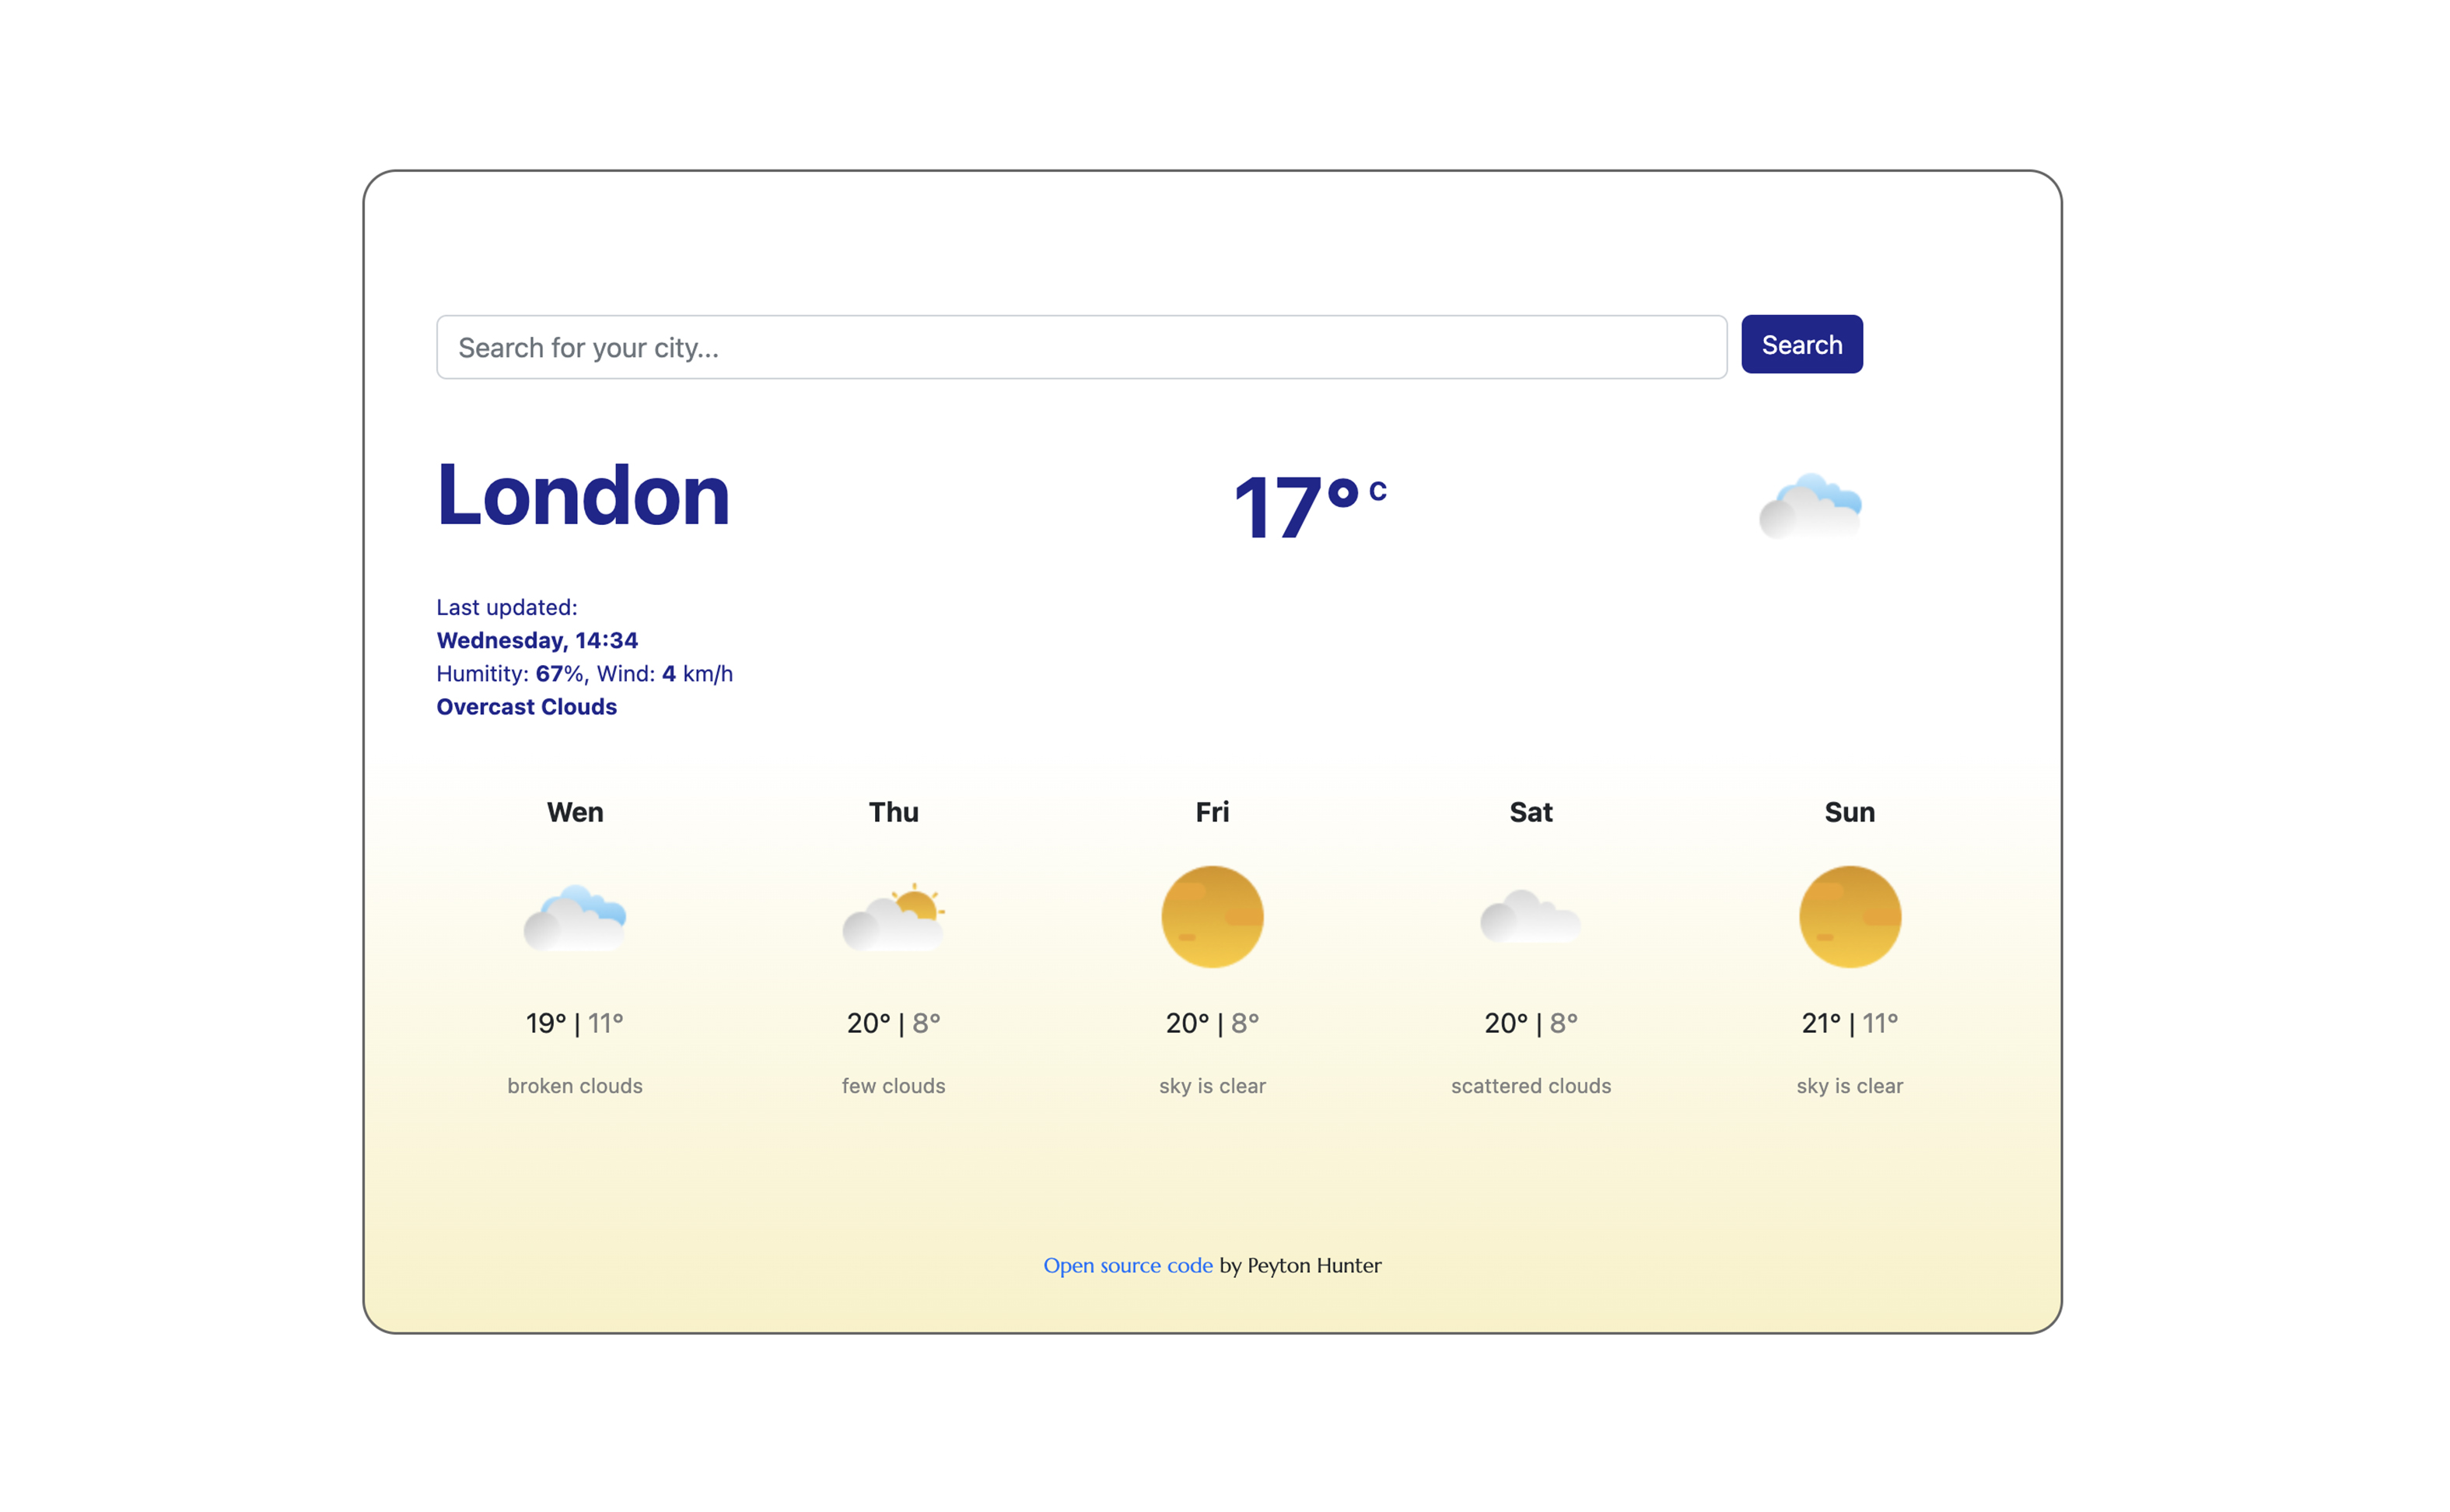 Search for your city...
Search
London
17° C
Last updated:
Wednesday, 14:34
Humitity: 67%, Wind: 4 km/h
Overcast Clouds
Wen
Thu
Fri
Sat
Sun
19° | 11°
20° | 8°
20° | 8°
20° | 8°
21° | 11°
broken clouds
few clouds
sky is clear
scattered clouds
sky is clear
Open source code by Peyton Hunter